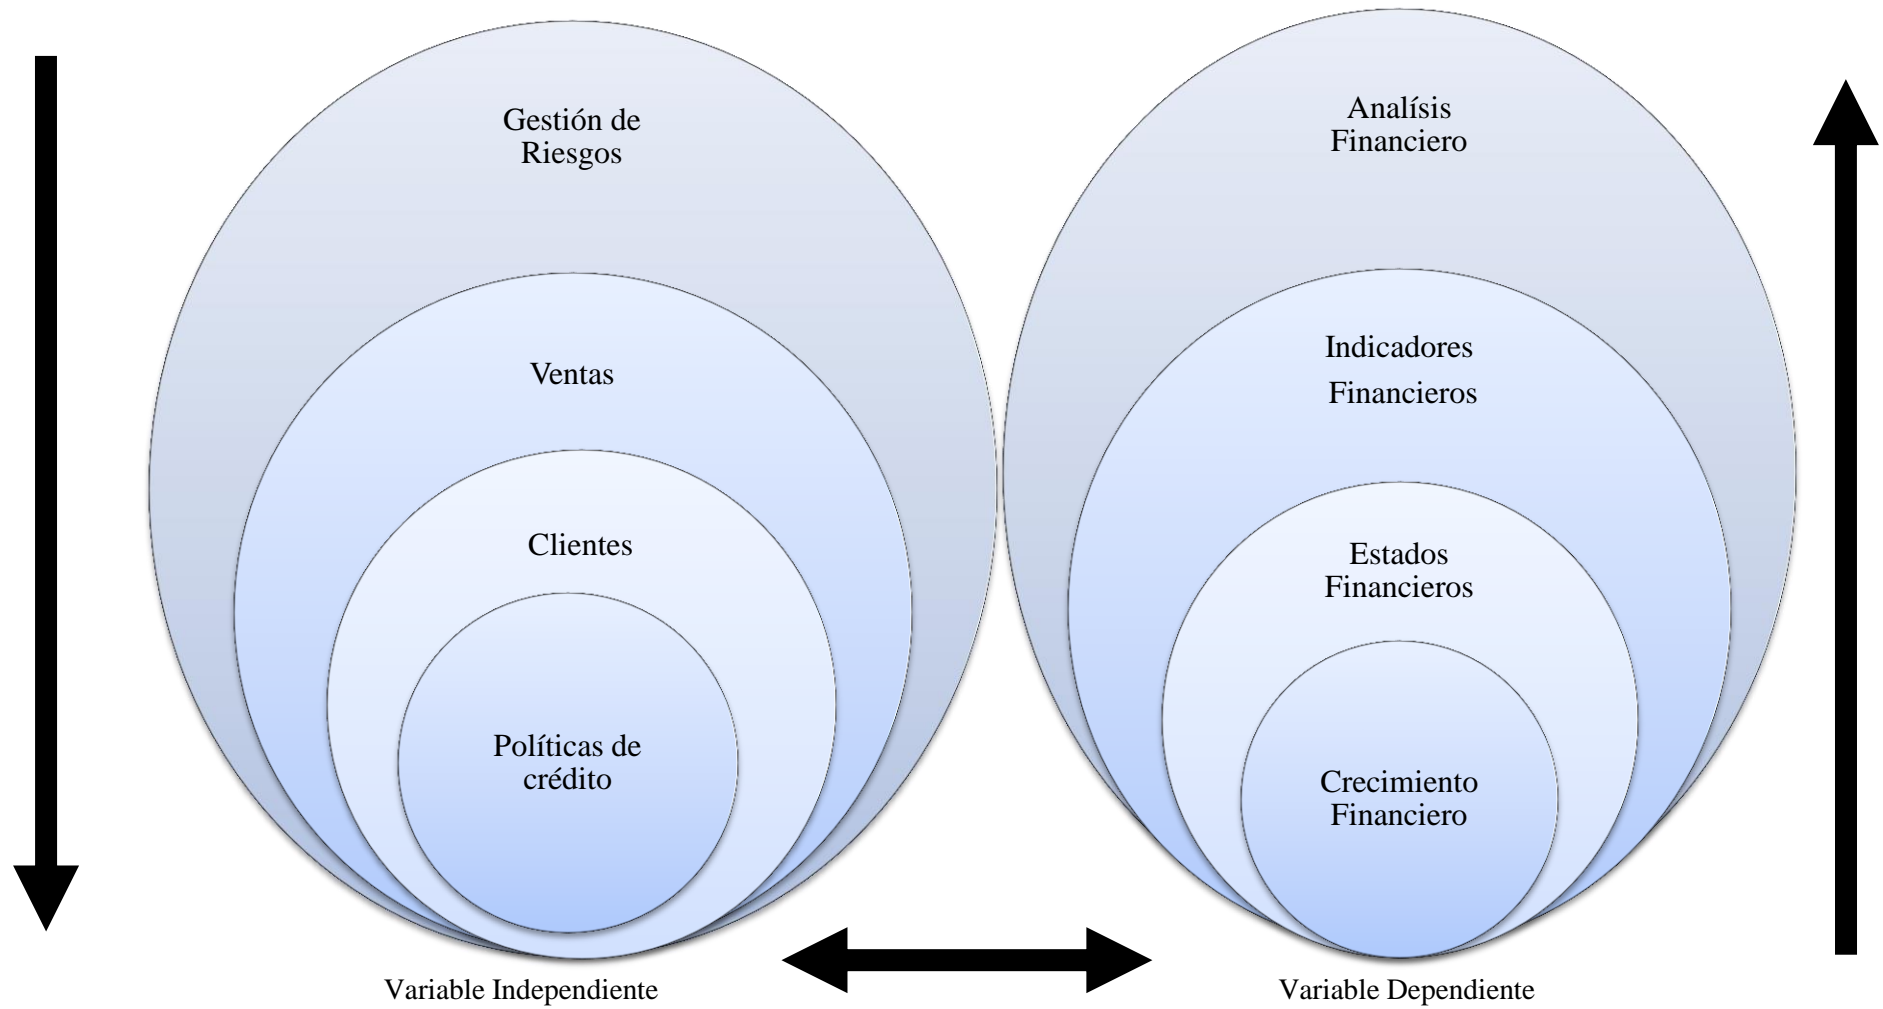 Gestión de
Riesgos
Ventas
Clientes
Políticas de
crédito
Variable Independiente
Analísis
Financiero
Indicadores
Financieros
Estados
Financieros
Crecimiento
Financiero
Variable Dependiente